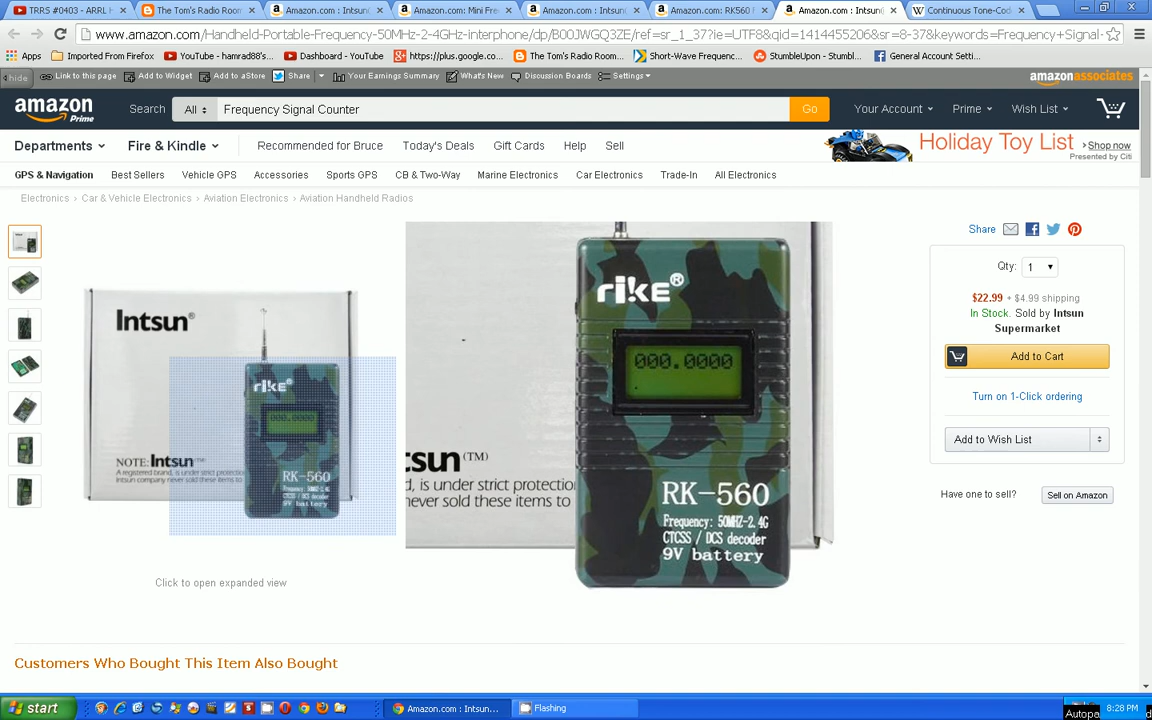 TRRS #0403 - ARRL H
The Tom's Radio Room
Amazon.com : Intsun
Amazon.com: Mini Fre
Amazon.com : Intsun
Amazon.com: RK560 F
Amazon.com : Intsun
Continuous Tone-Cod
www.amazon.com/Handheld-Portable-Frequency-50MHz-2-4GHz-interphone/dp/B00JWGQ3ZE/ref=sr_1_37?ie=UTF8&qid=1414455206&sr=8-37&keywords=Frequency+Signal-
Apps
Imported From Firefox
YouTube - hamrad88's...
Dashboard - YouTube
https://plus.google.co...
The Tom's Radio Room...
Short-Wave Frequenc...
StumbleUpon - Stumbl...
General Account Setti...
hide
Link to this page
Add to Widget
Add to aStore
Share
Your Earnings Summary
What's New
Discussion Boards
Settings
amazonassociates
amazon
Prime
Search
All
Frequency Signal Counter
Go
Your Account
Prime
Wish List
Departments
Fire & Kindle
Recommended for Bruce
Today's Deals
Gift Cards
Help
Sell
Holiday Toy List
Shop now
Presented by Citi
GPS & Navigation
Best Sellers
Vehicle GPS
Accessories
Sports GPS
CB & Two-Way
Marine Electronics
Car Electronics
Trade-In
All Electronics
Electronics › Car & Vehicle Electronics › Aviation Electronics › Aviation Handheld Radios
Intsun®
rikE®
000.0000
NOTE: Intsun(TM)
A registered brand, is under strict protectio
Intsun company never sold these items to
RK-560
Frequency: 50MHZ-2.4G
CTCSS / DCS decoder
9V battery
Click to open expanded view
rikE®
000.0000
tsun(TM)
d, is under strict protection
never sold these items to
RK-560
Frequency: 50MHZ-2.4G
CTCSS / DCS decoder
9V battery
Share
Qty: 1
$22.99 + $4.99 shipping
In Stock. Sold by Intsun
Supermarket
Add to Cart
Turn on 1-Click ordering
Add to Wish List
Have one to sell?
Sell on Amazon
Customers Who Bought This Item Also Bought
start
Amazon.com : Intsun...
Flashing
8:28 PM
Autopa